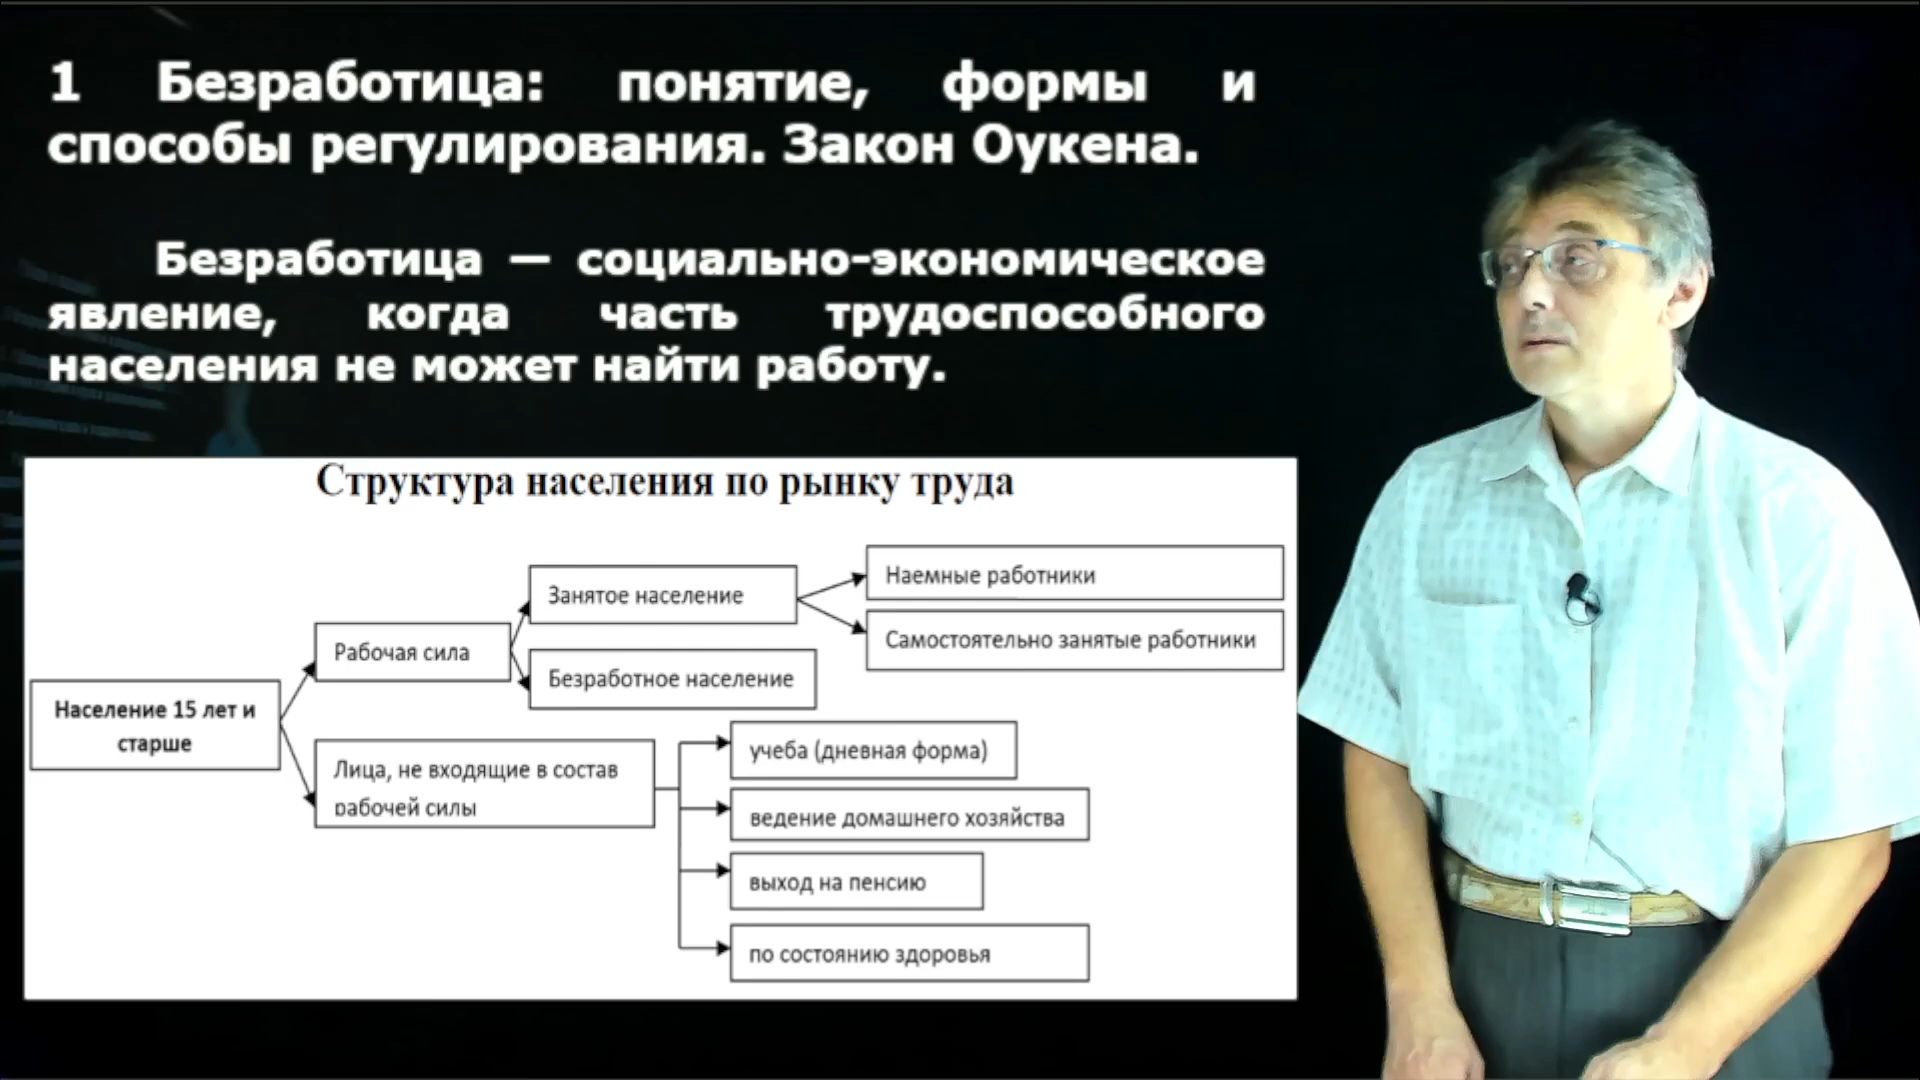 1 Безработица: понятие, формы и
способы регулирования. Закон Оукена.
Безработица — социально-экономическое
явление, когда часть трудоспособного
населения не может найти работу.
Структура населения по рынку труда
Наемные работники
Занятое население
Самостоятельно занятые работники
Рабочая сила
Безработное население
Население 15 лет и
старше
Лица, не входящие в состав
рабочей силы
учеба (дневная форма)
ведение домашнего хозяйства
выход на пенсию
по состоянию здоровья